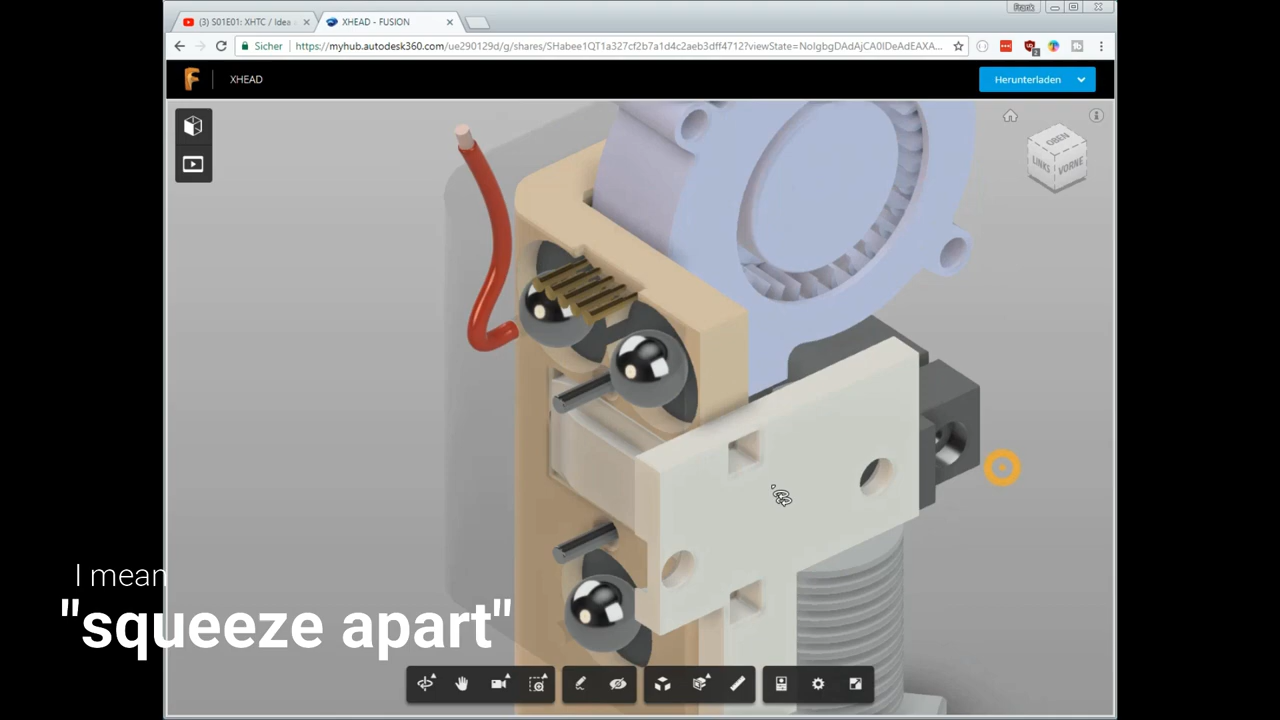 Frank
(3) S01E01: XHTC / Idea
XHEAD - FUSION
Sicher
https://myhub.autodesk360.com/ue290129d/g/shares/SHabee1QT1a327cf2b7a1d4c2aeb3dff4712?viewState=NoIgbgDAdAjCA0IDeAdEAXA...
XHEAD
Herunterladen
OBEN
LINKS
VORNE
I mean
"squeeze apart"